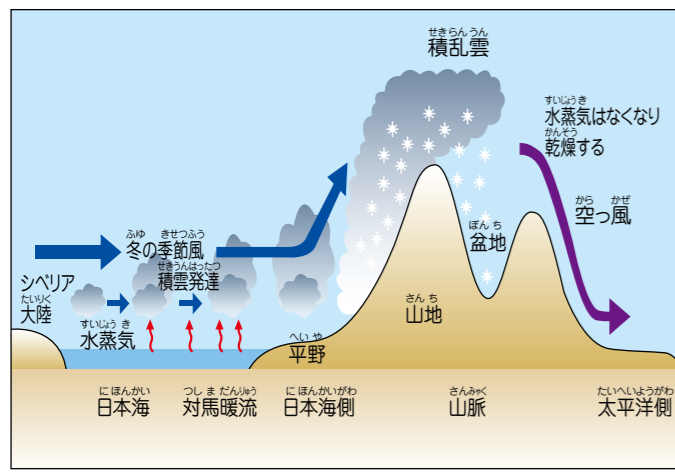 せきらんうん
積乱雲
すいじょうき
水蒸気はなくなり
かんそう
乾燥する
から かぜ
空っ風
ぼんち
盆地
ふゆ きせつふう
冬の季節風
せきうんはったつ
積雲発達
シベリア
たいりく
大陸
すいじょうき
水蒸気
さんち
山地
へいや
平野
にほんかい
日本海
つしまだんりゅう
対馬暖流
にほんかいがわ
日本海側
さんみゃく
山脈
たいへいようがわ
太平洋側